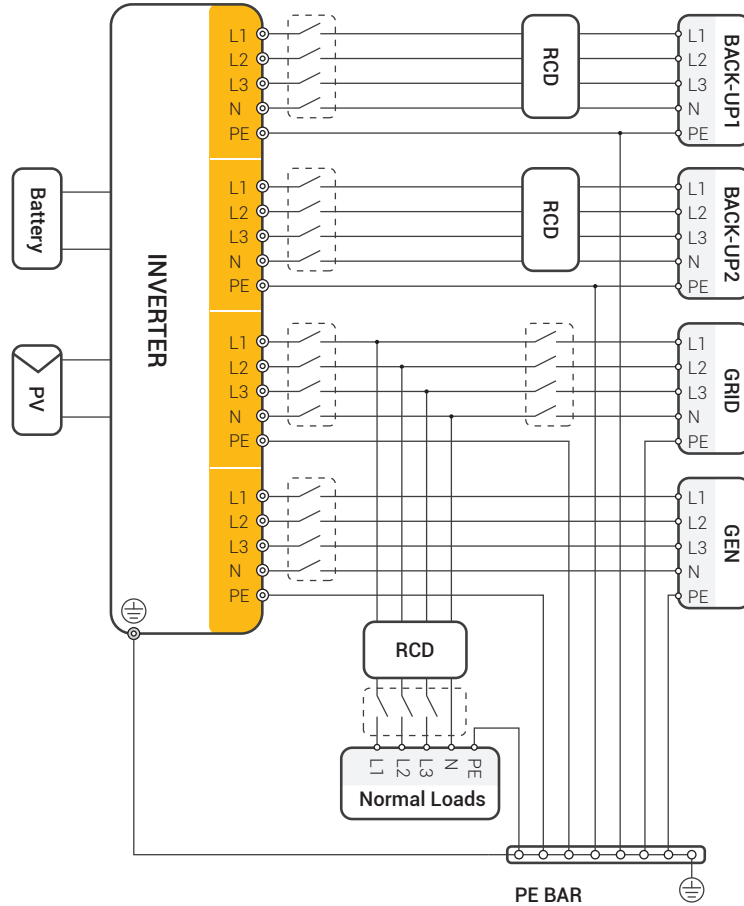 INVERTER
Battery
PV
L1
L2
L3
N
PE
L1
L2
L3
N
PE
L1
L2
L3
N
PE
L1
L2
L3
N
PE
RCD
RCD
L1
L2
L3
N
PE
BACK-UP1
L1
L2
L3
N
PE
BACK-UP2
L1
L2
L3
N
PE
GRID
L1
L2
L3
N
PE
GEN
RCD
L1
L2
L3
N
PE
Normal Loads
PE BAR